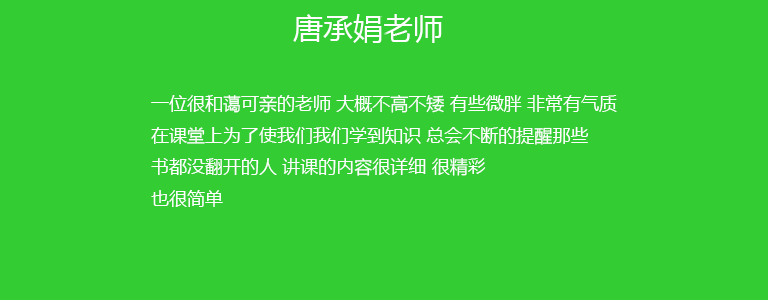 唐承娟老师
一位很和蔼可亲的老师 大概不高不矮 有些微胖 非常有气质
在课堂上为了使我们我们学到知识 总会不断的提醒那些
书都没翻开的人 讲课的内容很详细 很精彩
也很简单